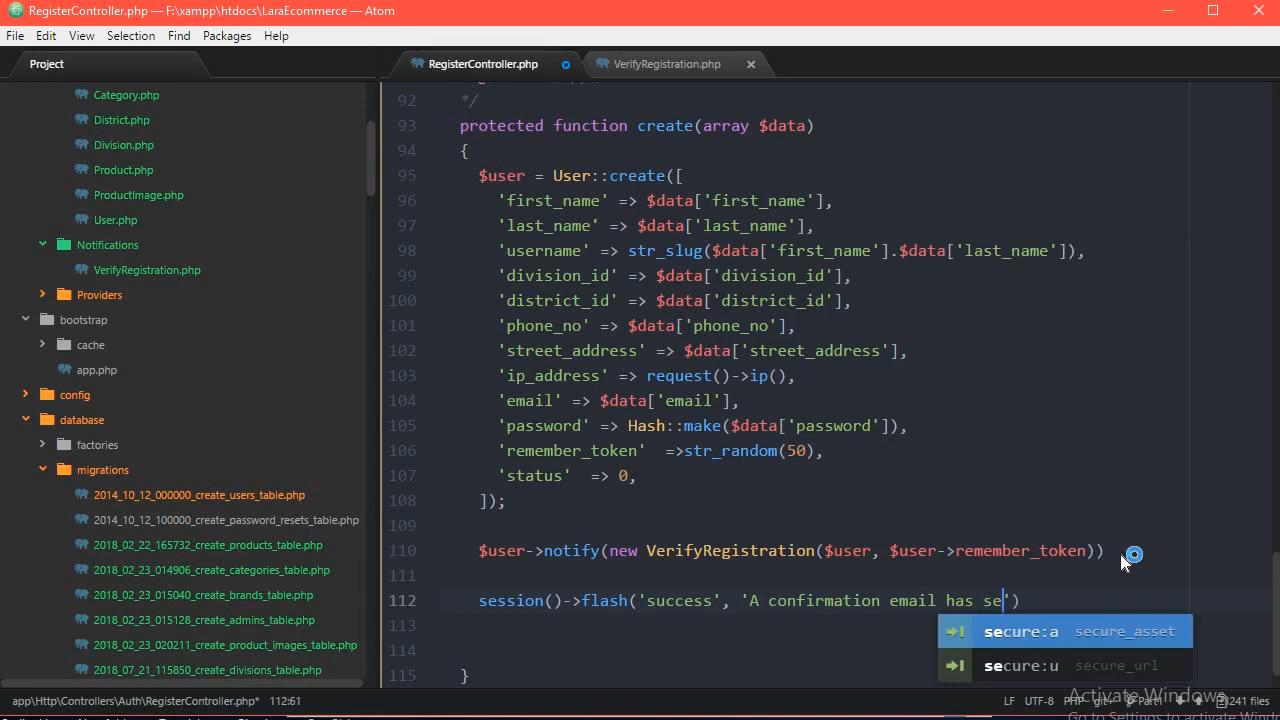 RegisterController.php — F:\xampp\htdocs\LaraEcommerce — Atom
File Edit View Selection Find Packages Help
Project
RegisterController.php
VerifyRegistration.php
Category.php
District.php
Division.php
Product.php
ProductImage.php
User.php
Notifications
VerifyRegistration.php
Providers
bootstrap
cache
app.php
config
database
factories
migrations
2014_10_12_000000_create_users_table.php
2014_10_12_100000_create_password_resets_table.php
2018_02_22_165732_create_products_table.php
2018_02_23_014906_create_categories_table.php
2018_02_23_015040_create_brands_table.php
2018_02_23_015128_create_admins_table.php
2018_02_23_020211_create_product_images_table.php
2018_07_21_115850_create_divisions_table.php
92 */
93 protected function create(array $data)
94 {
95 $user = User::create([
96 'first_name' => $data['first_name'],
97 'last_name' => $data['last_name'],
98 'username' => str_slug($data['first_name'].$data['last_name']),
99 'division_id' => $data['division_id'],
100 'district_id' => $data['district_id'],
101 'phone_no' => $data['phone_no'],
102 'street_address' => $data['street_address'],
103 'ip_address' => request()->ip(),
104 'email' => $data['email'],
105 'password' => Hash::make($data['password']),
106 'remember_token'  =>str_random(50),
107 'status'  => 0,
108 ]);
109
110 $user->notify(new VerifyRegistration($user, $user->remember_token))
111
112 session()->flash('success', 'A confirmation email has se')
113
114
115 }
secure:a secure_asset
secure:u secure_url
app\Http\Controllers\Auth\RegisterController.php* 112:61
LF UTF-8 PHP git+ Part1 241 files
Activate Windows
Go to Settings to activate Wind